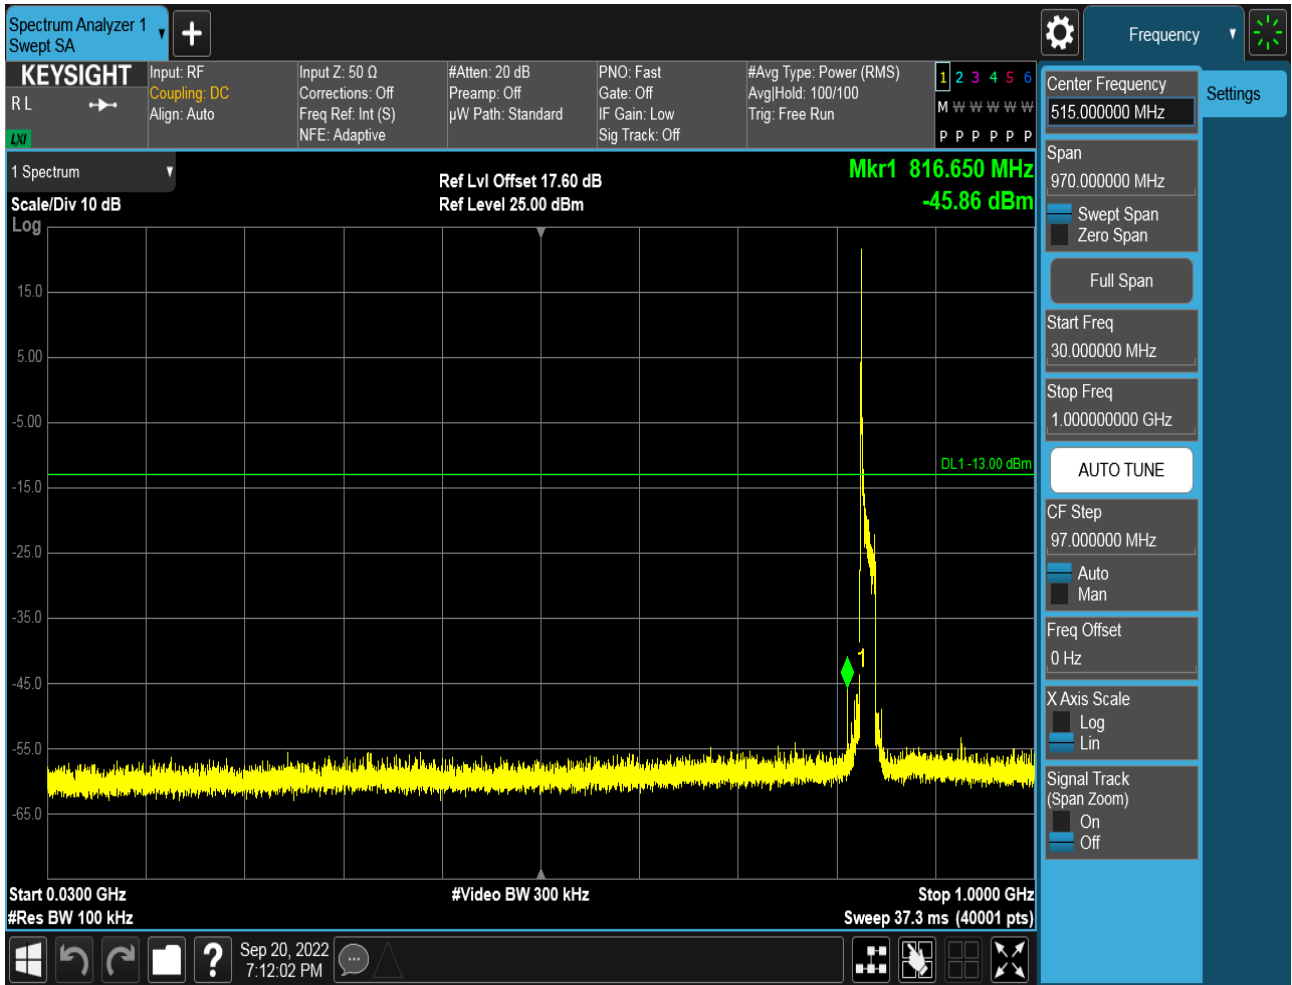 Spectrum Analyzer 1
Swept SA
Frequency
KEYSIGHT
R L
LXI
Input: RF
Coupling: DC
Align: Auto
Input Z: 50 Ω
Corrections: Off
Freq Ref: Int (S)
NFE: Adaptive
#Atten: 20 dB
Preamp: Off
µW Path: Standard
PNO: Fast
Gate: Off
IF Gain: Low
Sig Track: Off
#Avg Type: Power (RMS)
Avg|Hold: 100/100
Trig: Free Run
1 2 3 4 5 6
M W W W W W
P P P P P P
1 Spectrum
Scale/Div 10 dB
Log
Ref Lvl Offset 17.60 dB
Ref Level 25.00 dBm
Mkr1 816.650 MHz
-45.86 dBm
15.0
5.00
-5.00
-15.0
-25.0
-35.0
-45.0
-55.0
-65.0
DL1 -13.00 dBm
1
Start 0.0300 GHz
#Res BW 100 kHz
#Video BW 300 kHz
Stop 1.0000 GHz
Sweep 37.3 ms (40001 pts)
Center Frequency
515.000000 MHz
Span
970.000000 MHz
Swept Span
Zero Span
Full Span
Start Freq
30.000000 MHz
Stop Freq
1.000000000 GHz
AUTO TUNE
CF Step
97.000000 MHz
Auto
Man
Freq Offset
0 Hz
X Axis Scale
Log
Lin
Signal Track
(Span Zoom)
On
Off
Settings
?
Sep 20, 2022
7:12:02 PM